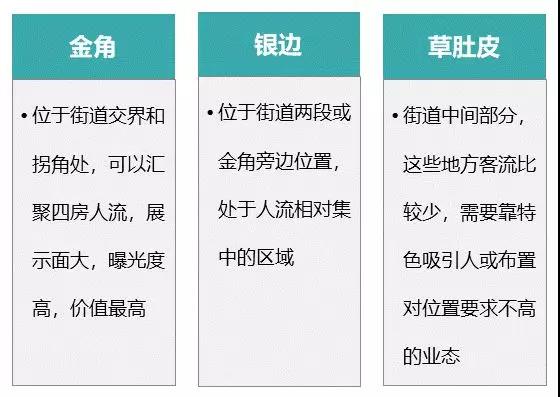 金角
• 位于街道交界和
拐角处，可以汇
聚四房人流，展
示面大，曝光度
高，价值最高
银边
• 位于街道两段或
金角旁边位置，
处于人流相对集
中的区域
草肚皮
• 街道中间部分，
这些地方客流比
较少，需要靠特
色吸引人或布置
对位置要求不高
的业态